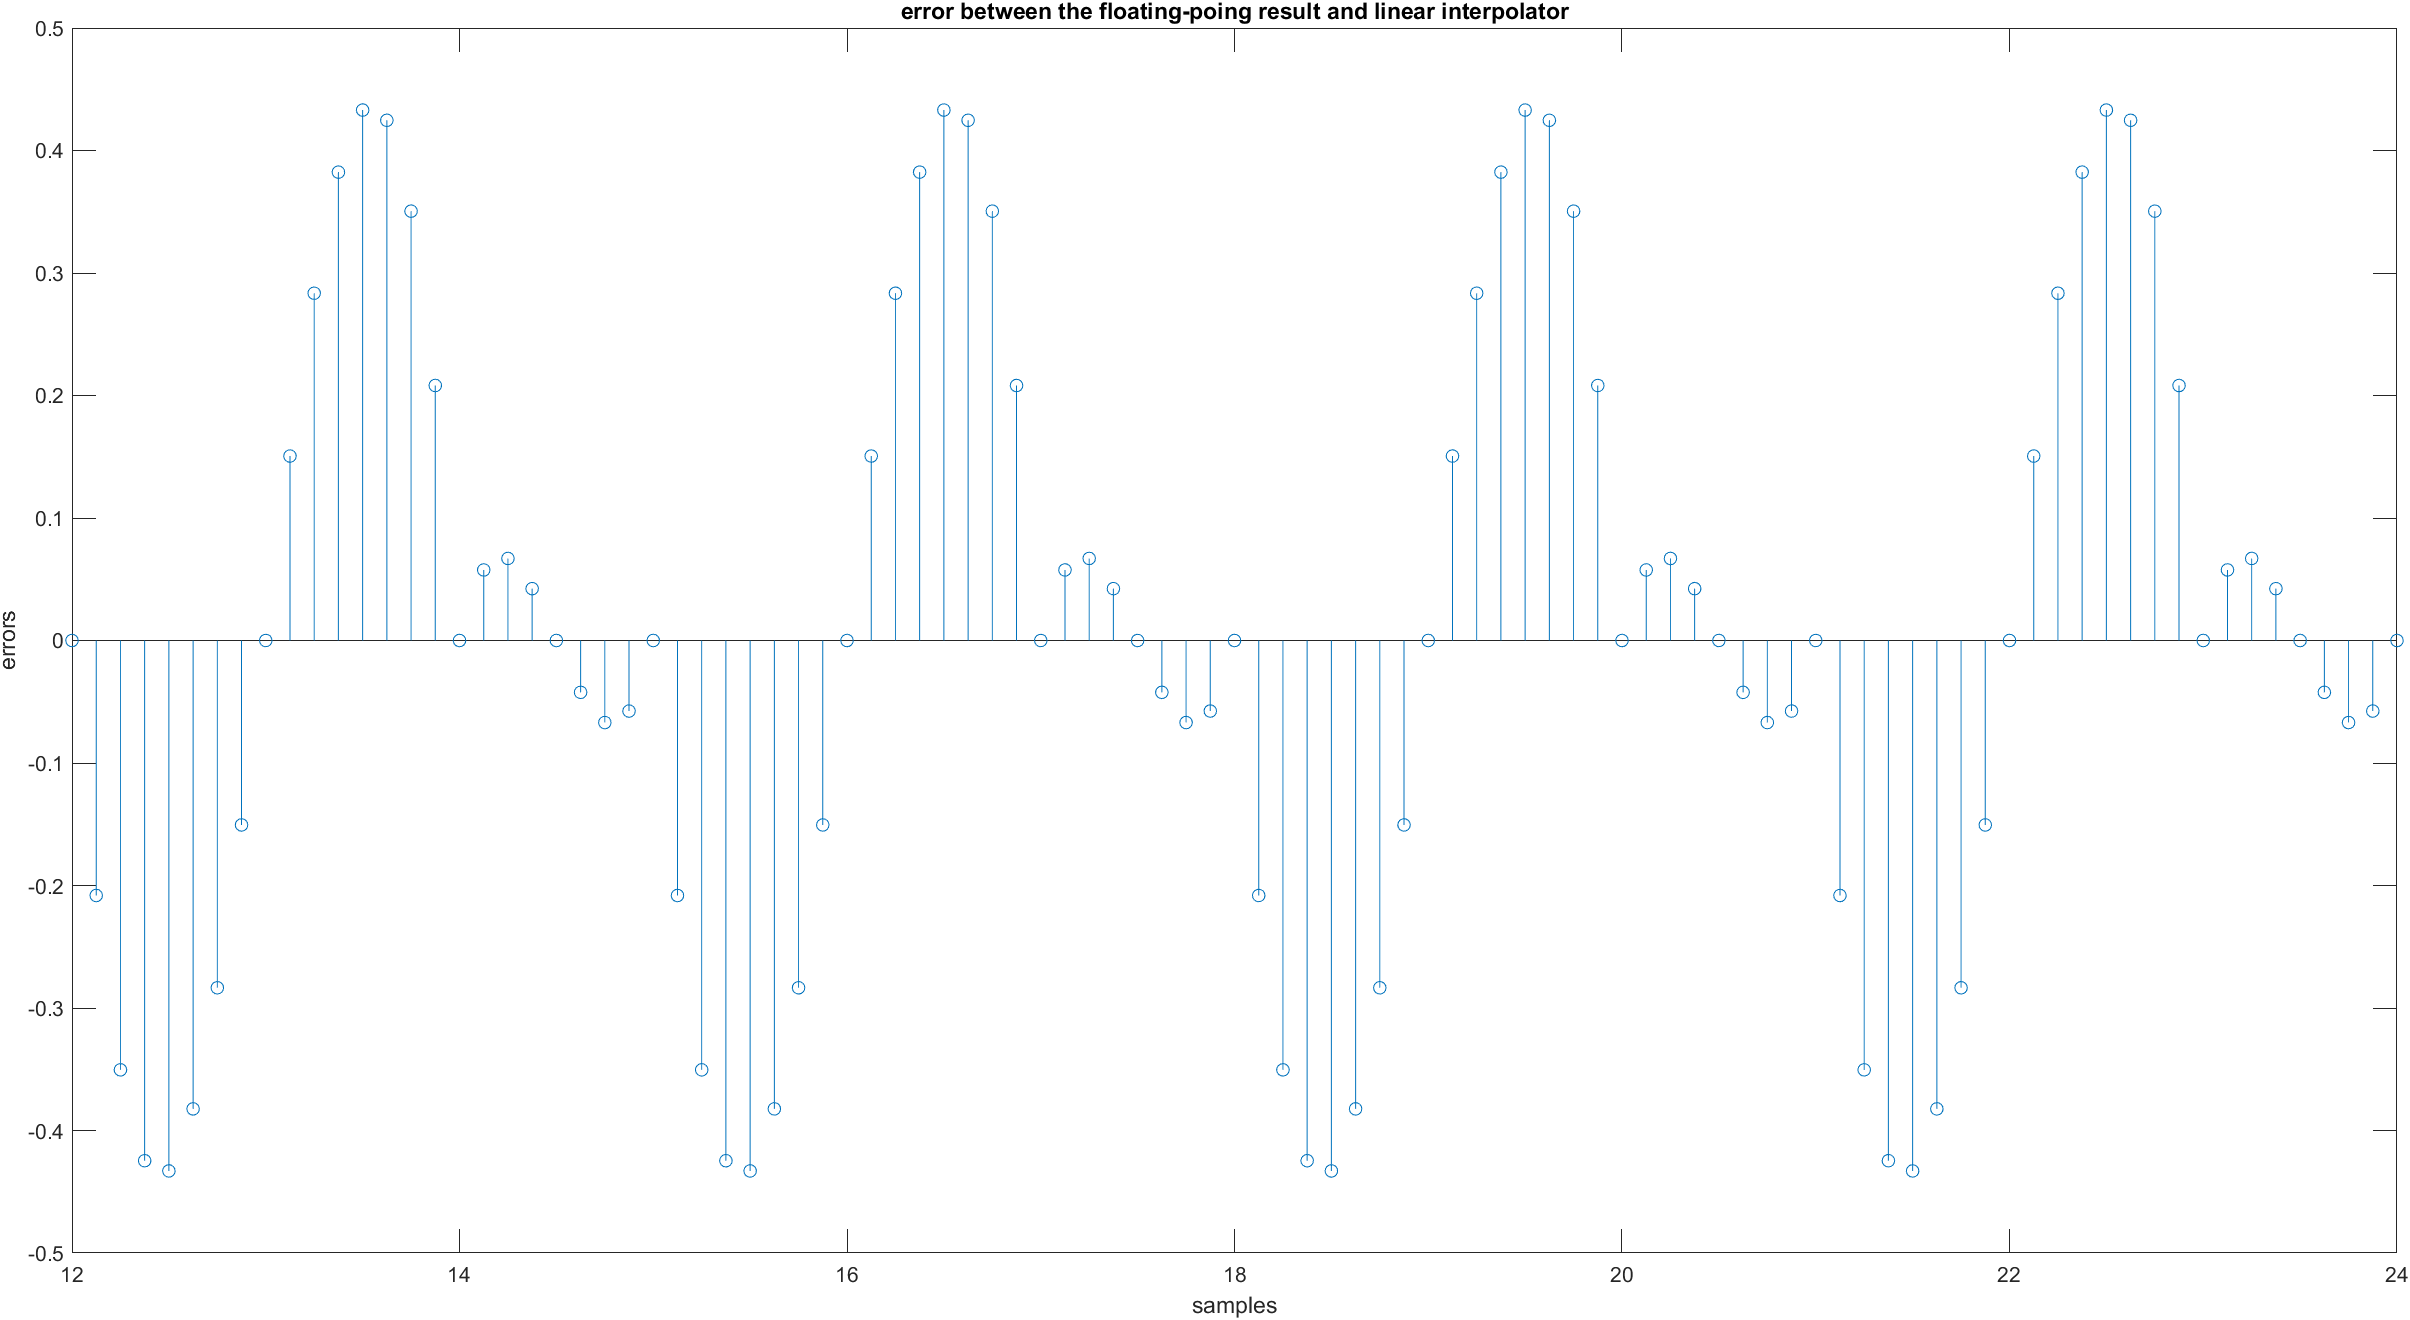 error between the floating-poing result and linear interpolator
0.5
0.4
0.3
0.2
0.1
0
-0.1
-0.2
-0.3
-0.4
-0.5
errors
12 14 16 18 20 22 24
samples